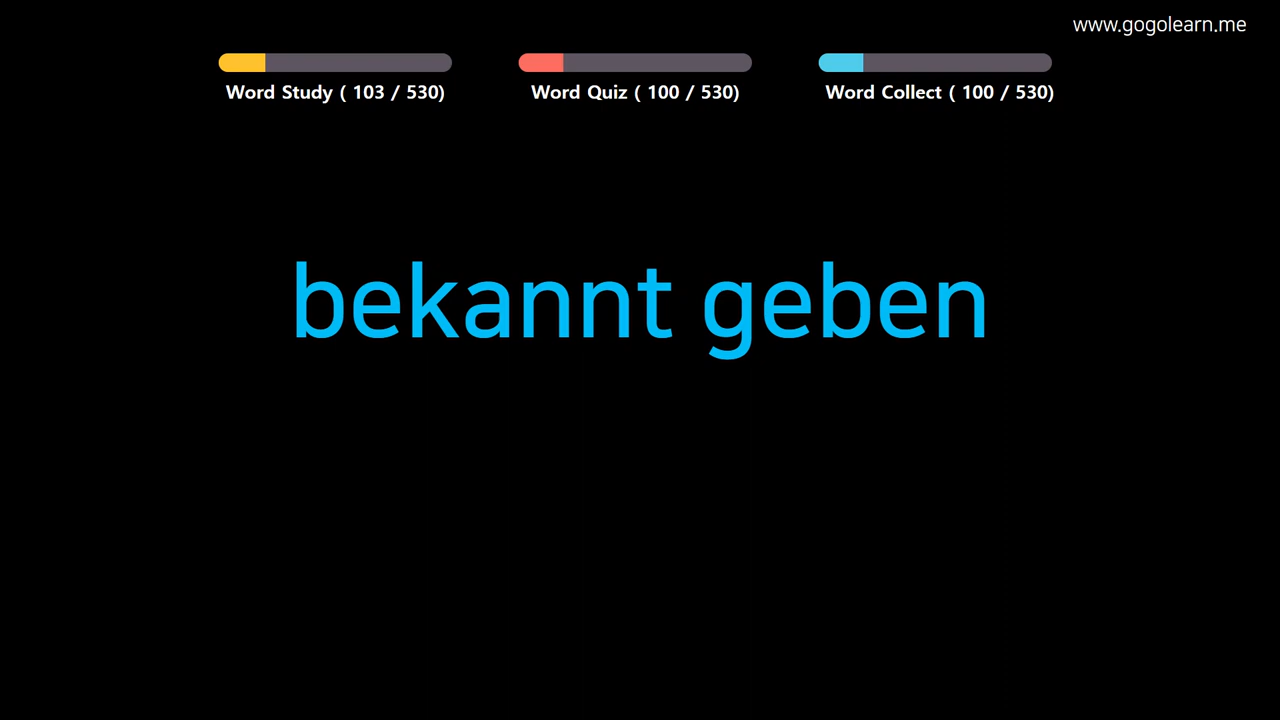 www.gogolearn.me
Word Study ( 103 / 530)
Word Quiz ( 100 / 530)
Word Collect ( 100 / 530)
bekannt geben